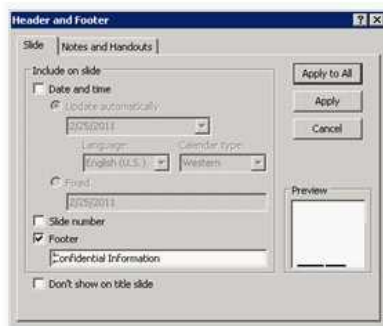 Header and Footer
Slide
Notes and Handouts
Include on slide
Date and time
Update automatically
2/25/2011
Language:
Calendar type:
English (U.S.)
Western
Fixed
2/25/2011
Slide number
Footer
Confidential Information
Don't show on title slide
Apply to All
Apply
Cancel
Preview